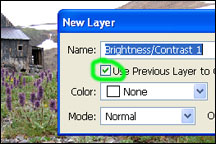 New Layer
Name: Brightness/Contrast 1
Use Previous Layer to
Color: None
Mode: Normal O